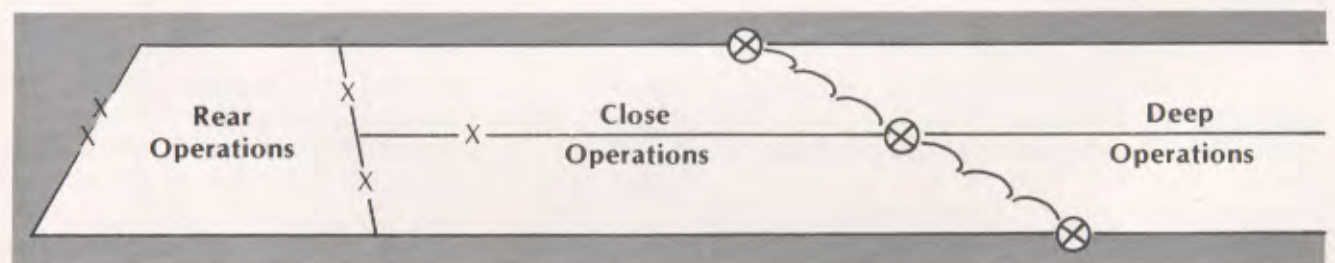 Rear
Operations
X
X
X
X
X
Close
Operations
Deep
Operations